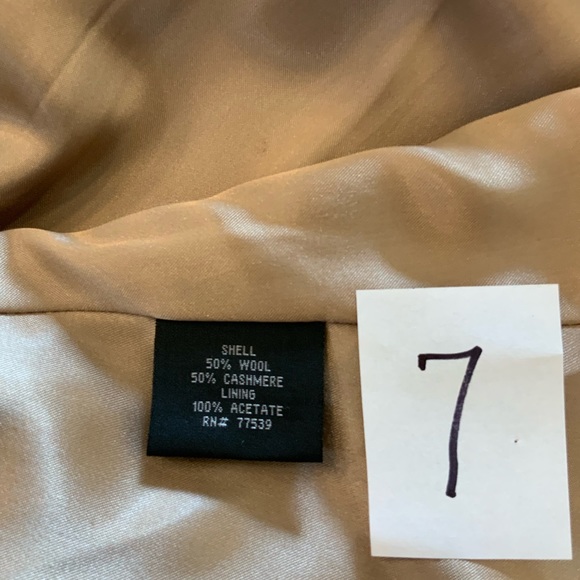 SHELL
50% WOOL
50% CASHMERE
LINING
100% ACETATE
RN# 77539
7